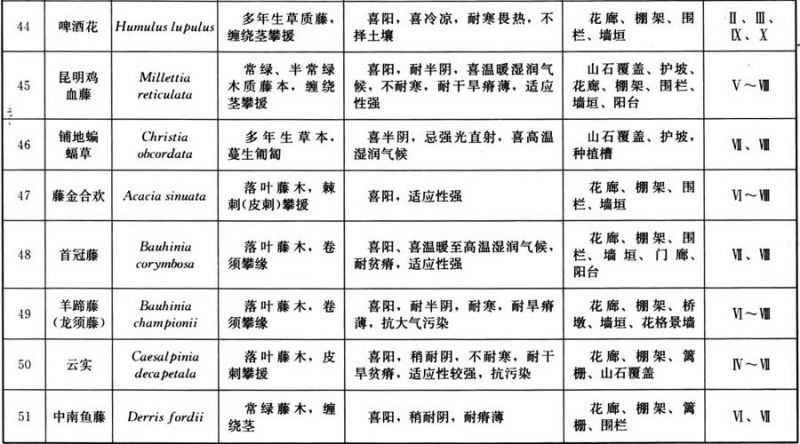 44
啤酒花
Humulus lupulus
多年生草质藤,
缠绕茎攀援
喜阳,喜冷凉,耐寒畏热,不
择土壤
花廊、棚架、围
栏、墙垣
Ⅱ、Ⅲ、
Ⅸ、Ⅹ
45
昆明鸡
血藤
Millettia
reticulata
常绿、半常绿
木质藤本,缠绕
茎攀援
喜阳,耐半阴,喜温暖湿润气
候,不耐寒,耐干旱瘠薄,适应
性强
山石覆盖、护坡、
花廊、棚架、围栏、
墙垣、阳台
Ⅴ～Ⅷ
46
铺地蝙
蝠草
Christia
obcordata
多年生草本,
蔓生匍匐
喜半阴,忌强光直射,喜高温
湿润气候
山石覆盖、护坡,
种植槽
Ⅶ、Ⅷ
47
藤金合欢
Acacia sinuata
落叶藤木,棘
刺(皮刺)攀援
喜阳,适应性强
花廊、棚架、围
栏、墙垣
Ⅵ～Ⅷ
48
首冠藤
Bauhinia
corymbosa
落叶藤木,卷
须攀缘
喜阳、喜温暖至高温湿润气候,
耐贫瘠,适应性强
花廊、棚架、围
栏、墙垣、门廊、
阳台
Ⅶ、Ⅷ
49
羊蹄藤
(龙须藤)
Bauhinia
championii
落叶藤木,卷
须攀缘
喜阳,耐半阴,耐寒,耐旱瘠
薄,抗大气污染
花廊、棚架、桥
墩、墙垣、花格景墙
Ⅵ～Ⅷ
50
云实
Caesalpinia
decapetala
落叶藤木,皮
刺攀援
喜阳,稍耐阴,不耐寒,耐干
旱贫瘠,适应性较强,抗污染
花廊、棚架、篱
栅、山石覆盖
Ⅳ～Ⅷ
51
中南鱼藤
Derris fordii
常绿藤木,缠
绕茎
喜阳,稍耐阴,耐瘠薄
花廊、棚架、篱
栅、围栏
Ⅵ、Ⅶ